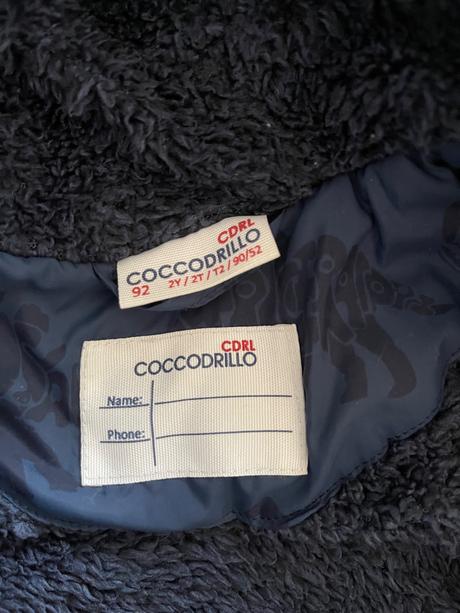 CDRL
COCCODRILLO
92 2Y / 2T / T2 / 90/52
CDRL
COCCODRILLO
Name:
Phone: